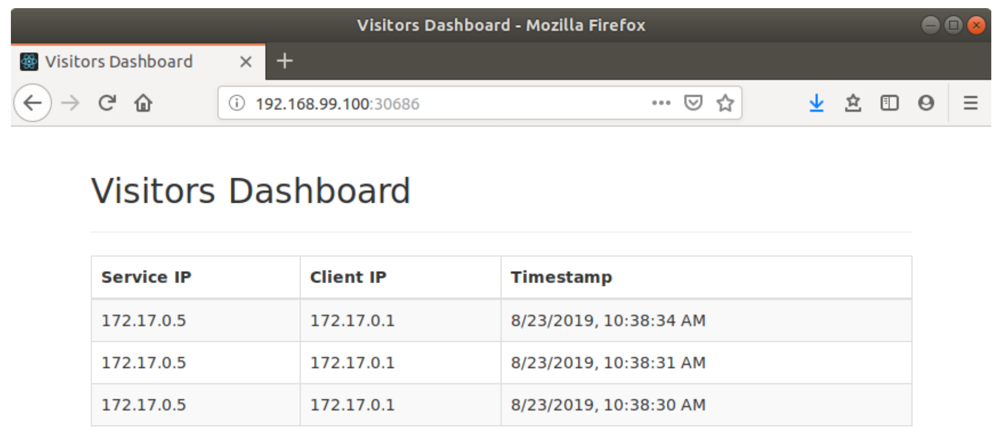 Visitors Dashboard - Mozilla Firefox
Visitors Dashboard
192.168.99.100:30686
Visitors Dashboard
Service IP Client IP Timestamp
172.17.0.5 172.17.0.1 8/23/2019, 10:38:34 AM
172.17.0.5 172.17.0.1 8/23/2019, 10:38:31 AM
172.17.0.5 172.17.0.1 8/23/2019, 10:38:30 AM